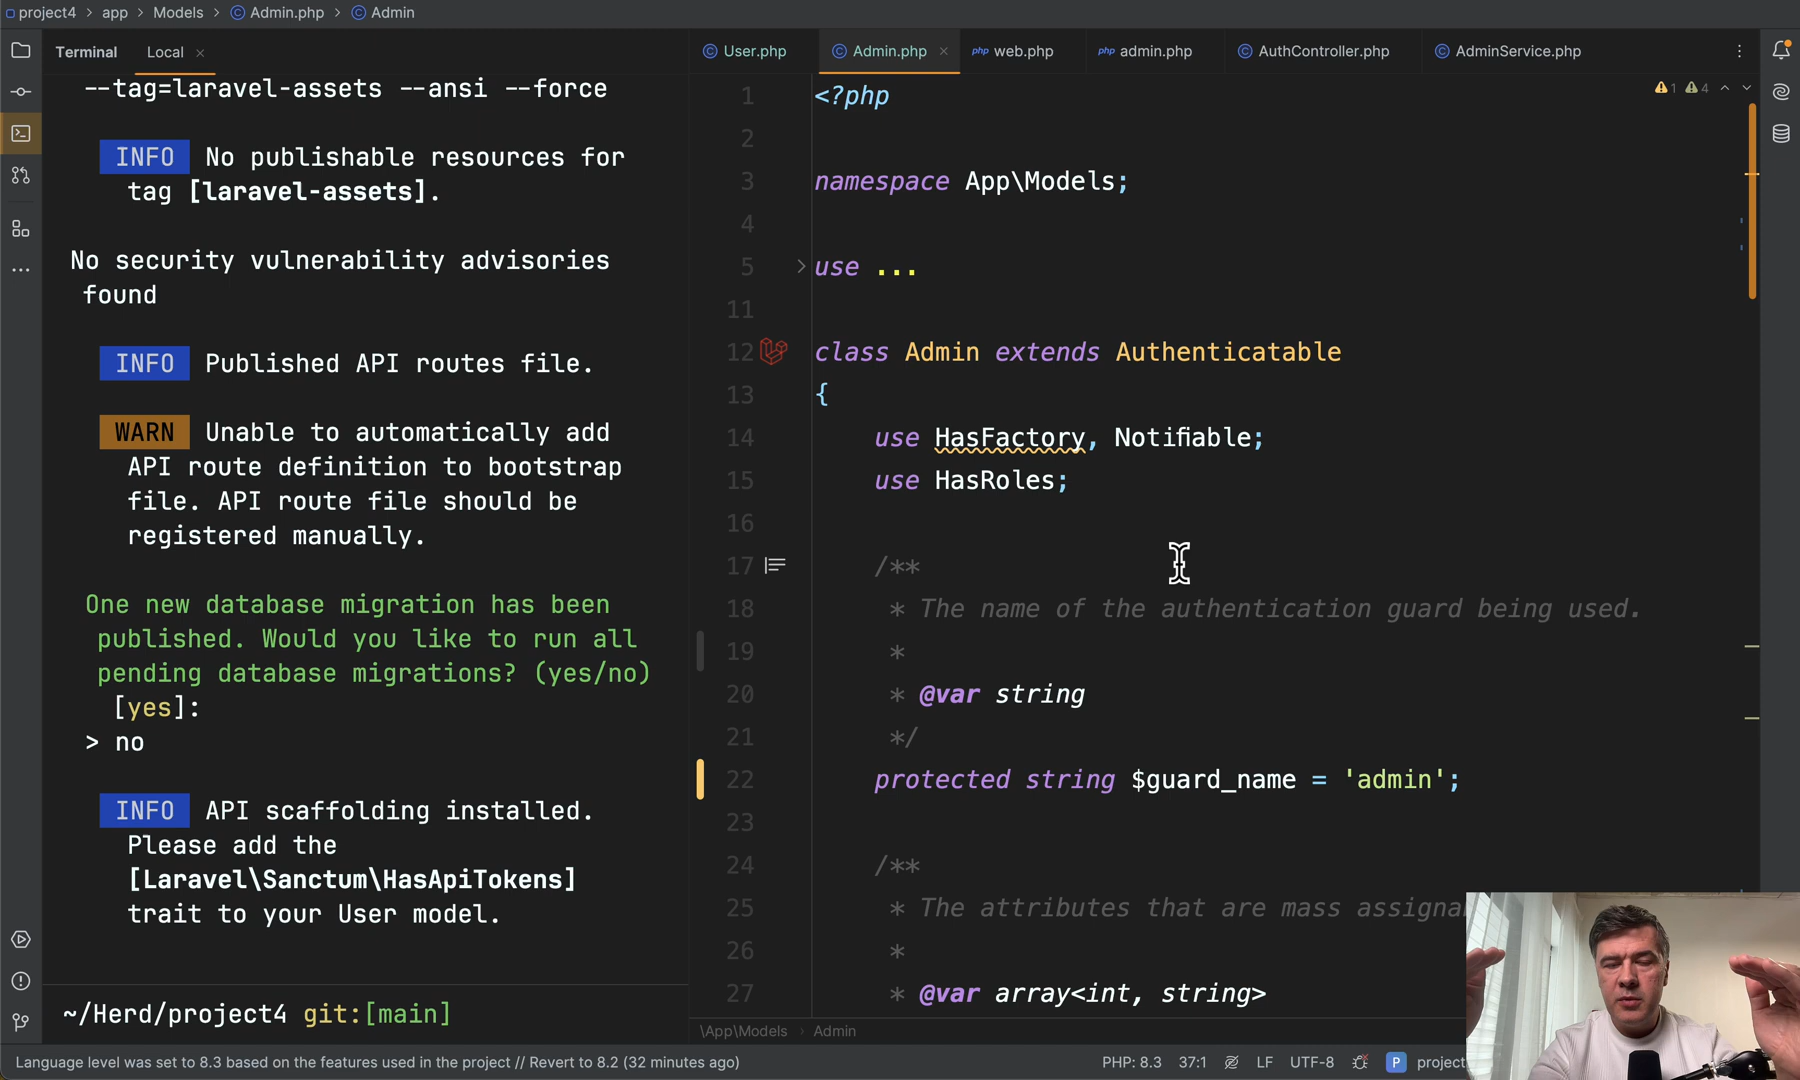 project4 > app > Models > Admin.php > Admin
Terminal Local ×
User.php Admin.php × php web.php php admin.php AuthController.php AdminService.php
--tag=laravel-assets --ansi --force
INFO No publishable resources for
tag [laravel-assets].
No security vulnerability advisories
found
INFO Published API routes file.
WARN Unable to automatically add
API route definition to bootstrap
file. API route file should be
registered manually.
One new database migration has been
published. Would you like to run all
pending database migrations? (yes/no)
[yes]:
> no
INFO API scaffolding installed.
Please add the
[Laravel\Sanctum\HasApiTokens]
trait to your User model.
~/Herd/project4 git:[main]
1 <?php
2
3 namespace App\Models;
4
5 use ...
11
12 class Admin extends Authenticatable
13 {
14 use HasFactory, Notifiable;
15 use HasRoles;
16
17 /**
18 * The name of the authentication guard being used.
19 *
20 * @var string
21 */
22 protected string $guard_name = 'admin';
23
24 /**
25 * The attributes that are mass
26 *
27 * @var array<int, string>
1 4
\App\Models > Admin
Language level was set to 8.3 based on the features used in the project // Revert to 8.2 (32 minutes ago)
PHP: 8.3 37:1 LF UTF-8 P